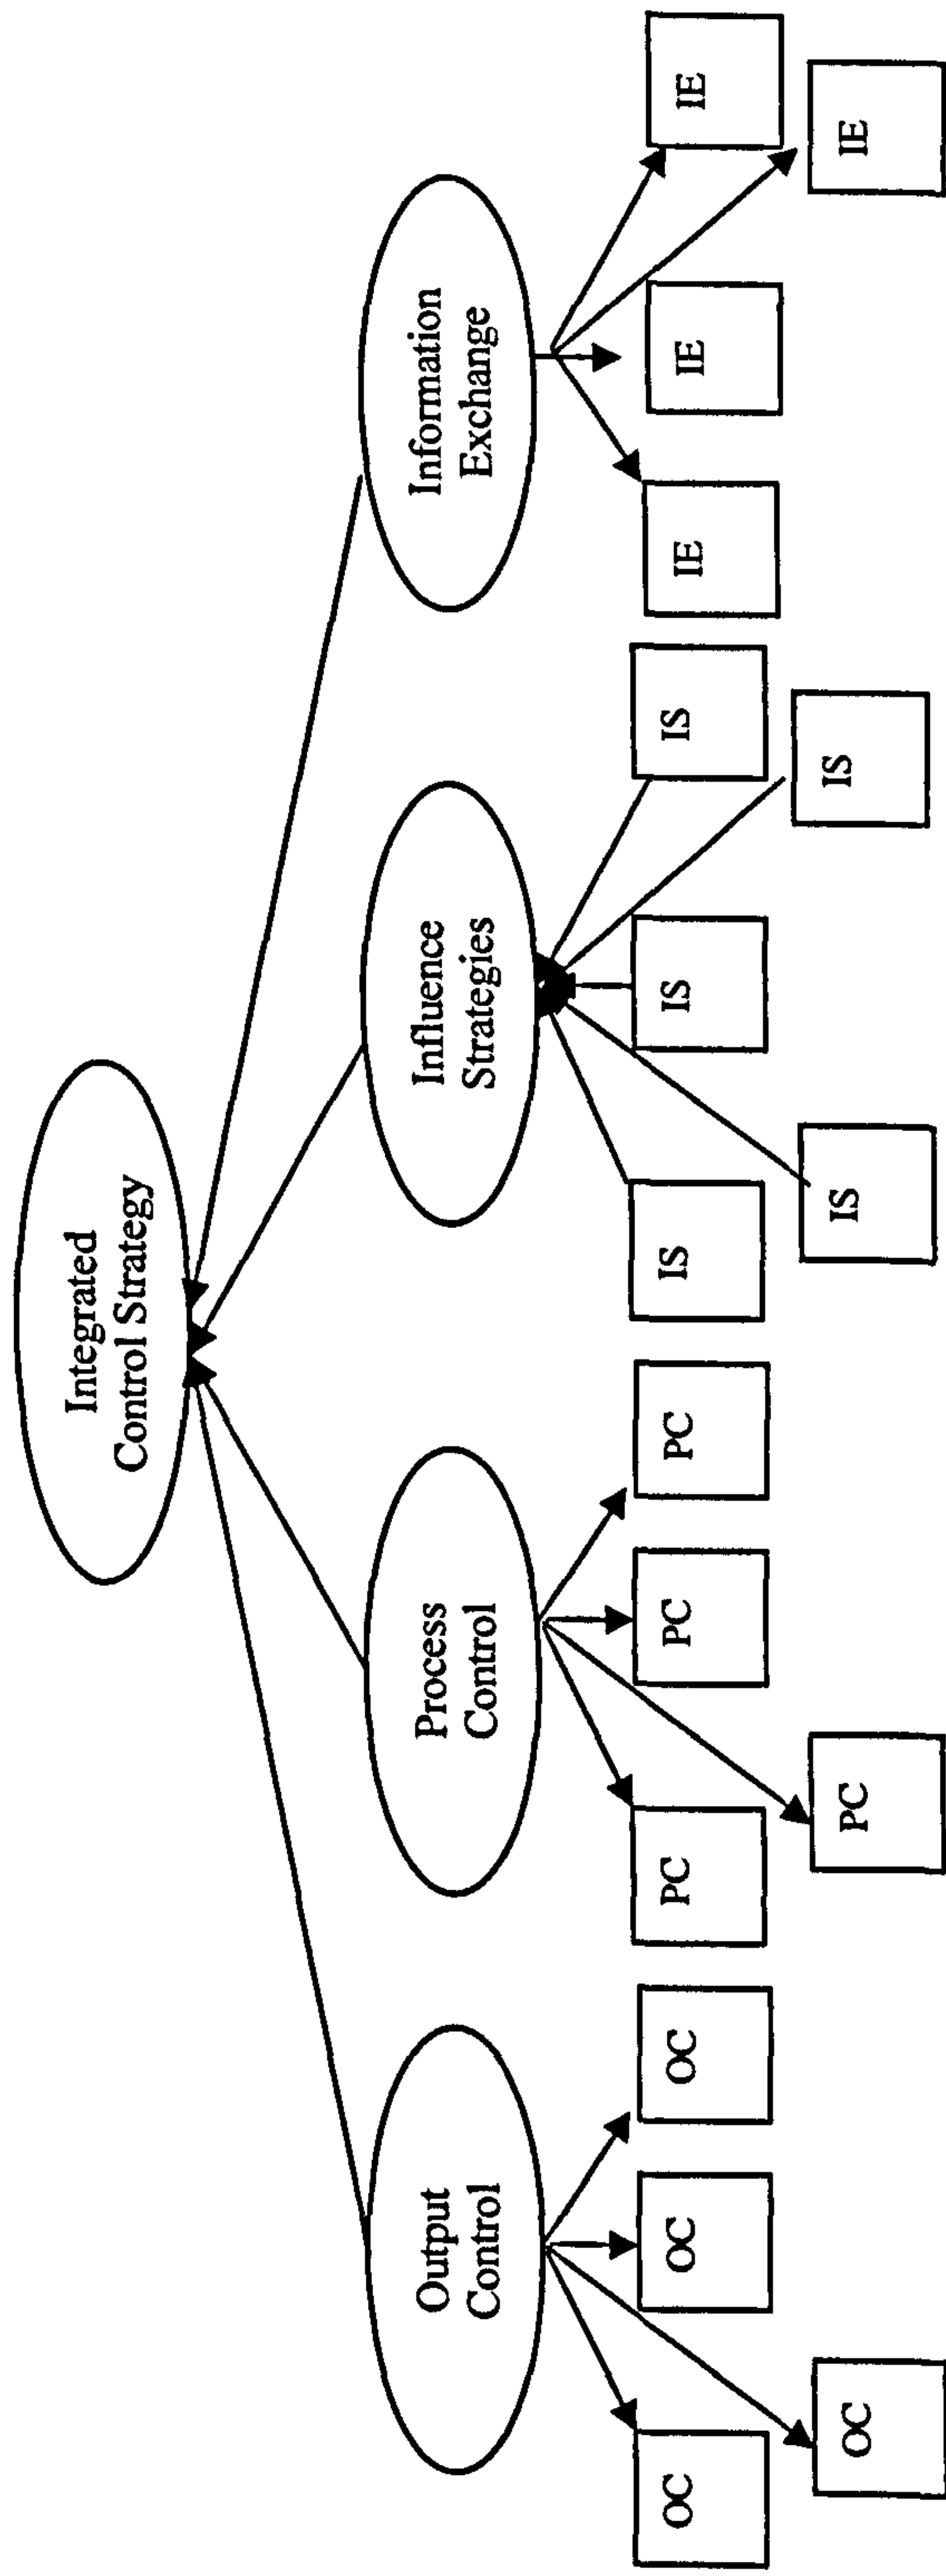 Integrated
Control Strategy
Output
Control
Process
Control
Influence
Strategies
Information
Exchange
OC
OC
OC
PC
PC
PC
IS
IS
IS
IE
IE
IE
OC
PC
IS
IS
IE